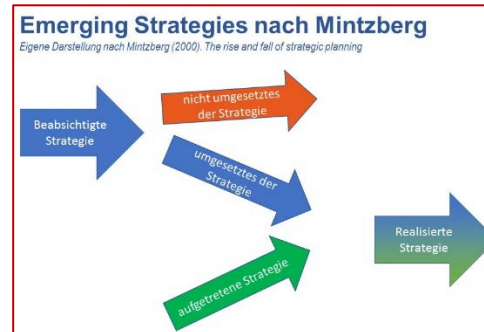 Emerging Strategies nach Mintzberg
Eigene Darstellung nach Mintzberg (2000). The rise and fall of strategic planning
nicht umgesetztes
der Strategie
Beabsichtigte
Strategie
umgesetztes der
Strategie
Realisierte
Strategie
aufgetretene Strategie